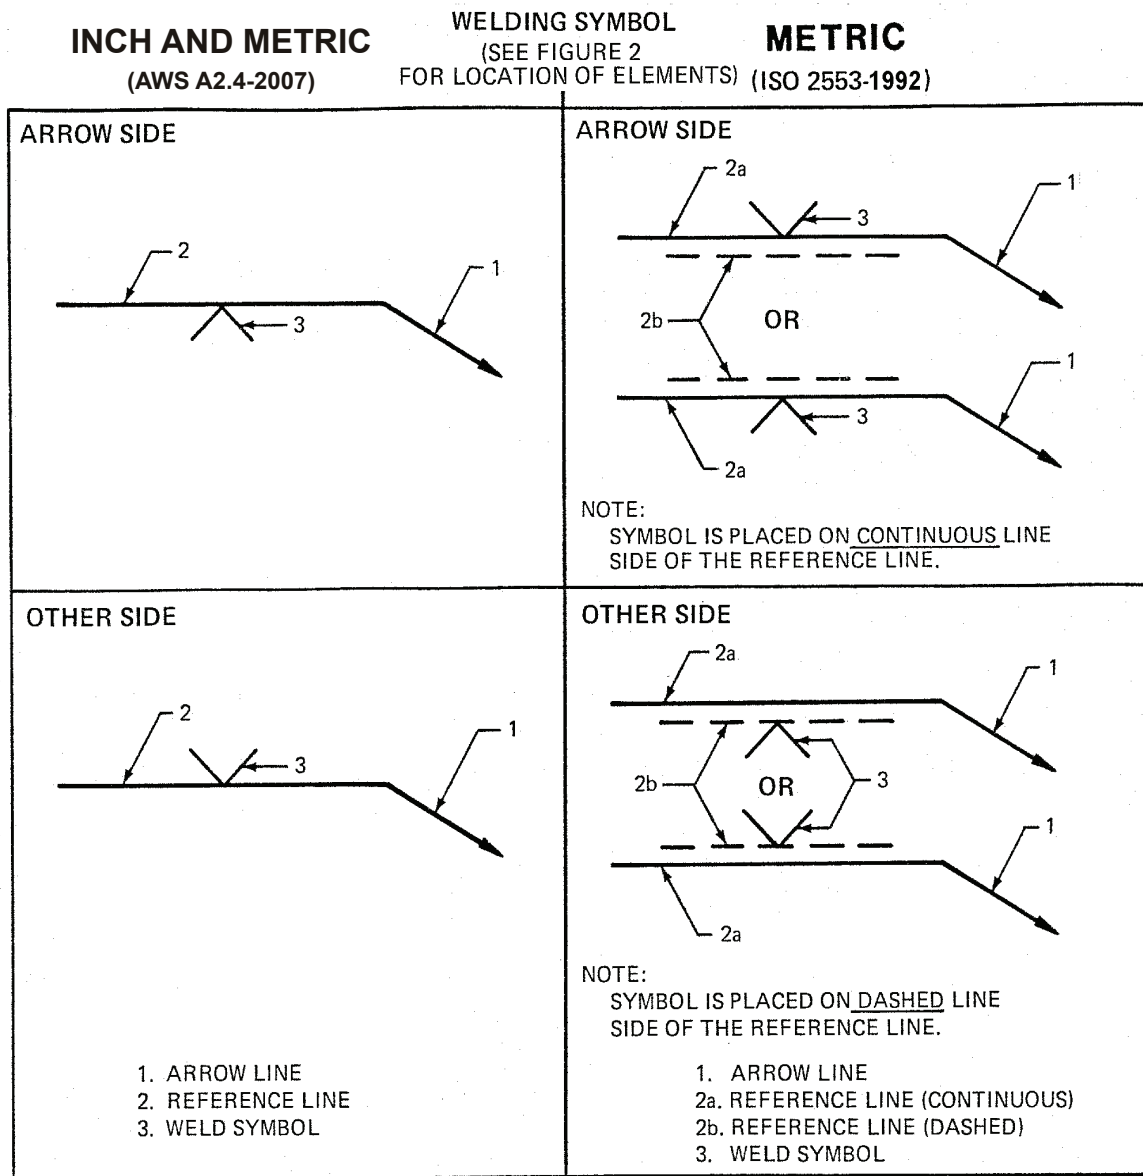 INCH AND METRIC
(AWS A2.4-2007)
WELDING SYMBOL
(SEE FIGURE 2
FOR LOCATION OF ELEMENTS)
METRIC
(ISO 2553-1992)
ARROW SIDE
2
1
3
ARROW SIDE
2a
1
3
2b
OR
1
3
2a
NOTE:
SYMBOL IS PLACED ON CONTINUOUS LINE
SIDE OF THE REFERENCE LINE.
OTHER SIDE
2
1
3
1. ARROW LINE
2. REFERENCE LINE
3. WELD SYMBOL
OTHER SIDE
2a
1
2b
OR
3
1
2a
NOTE:
SYMBOL IS PLACED ON DASHED LINE
SIDE OF THE REFERENCE LINE.
1. ARROW LINE
2a. REFERENCE LINE (CONTINUOUS)
2b. REFERENCE LINE (DASHED)
3. WELD SYMBOL